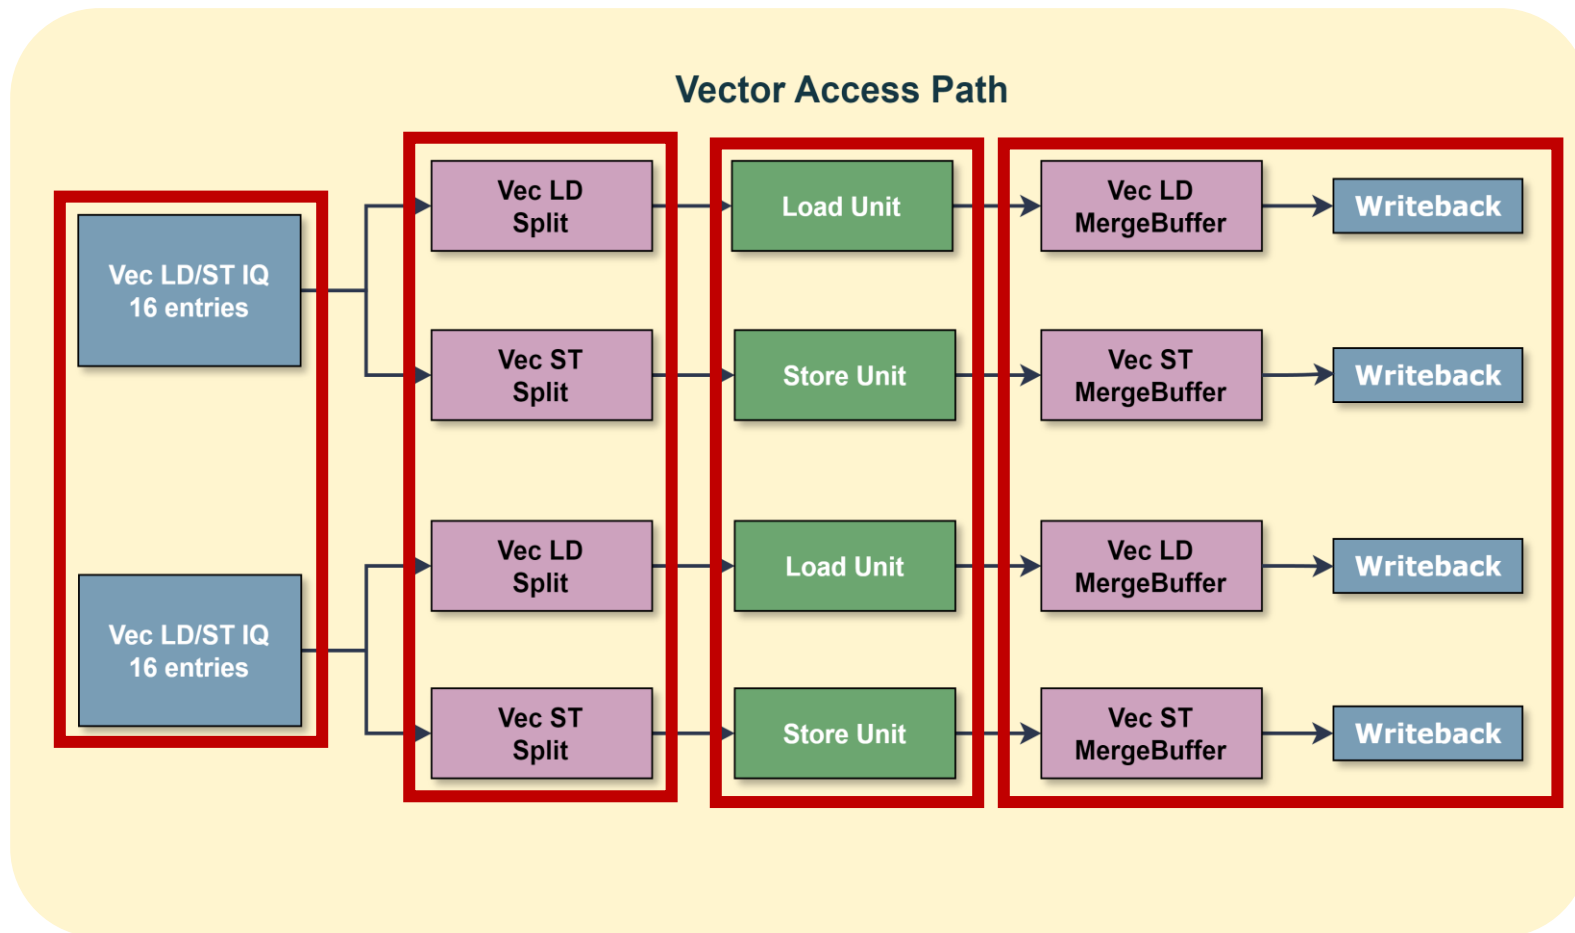 Vector Access Path
Vec LD/ST IQ
16 entries
Vec LD
Split
Load Unit
Vec LD
MergeBuffer
Writeback
Vec ST
Split
Store Unit
Vec ST
MergeBuffer
Writeback
Vec LD/ST IQ
16 entries
Vec LD
Split
Load Unit
Vec LD
MergeBuffer
Writeback
Vec ST
Split
Store Unit
Vec ST
MergeBuffer
Writeback